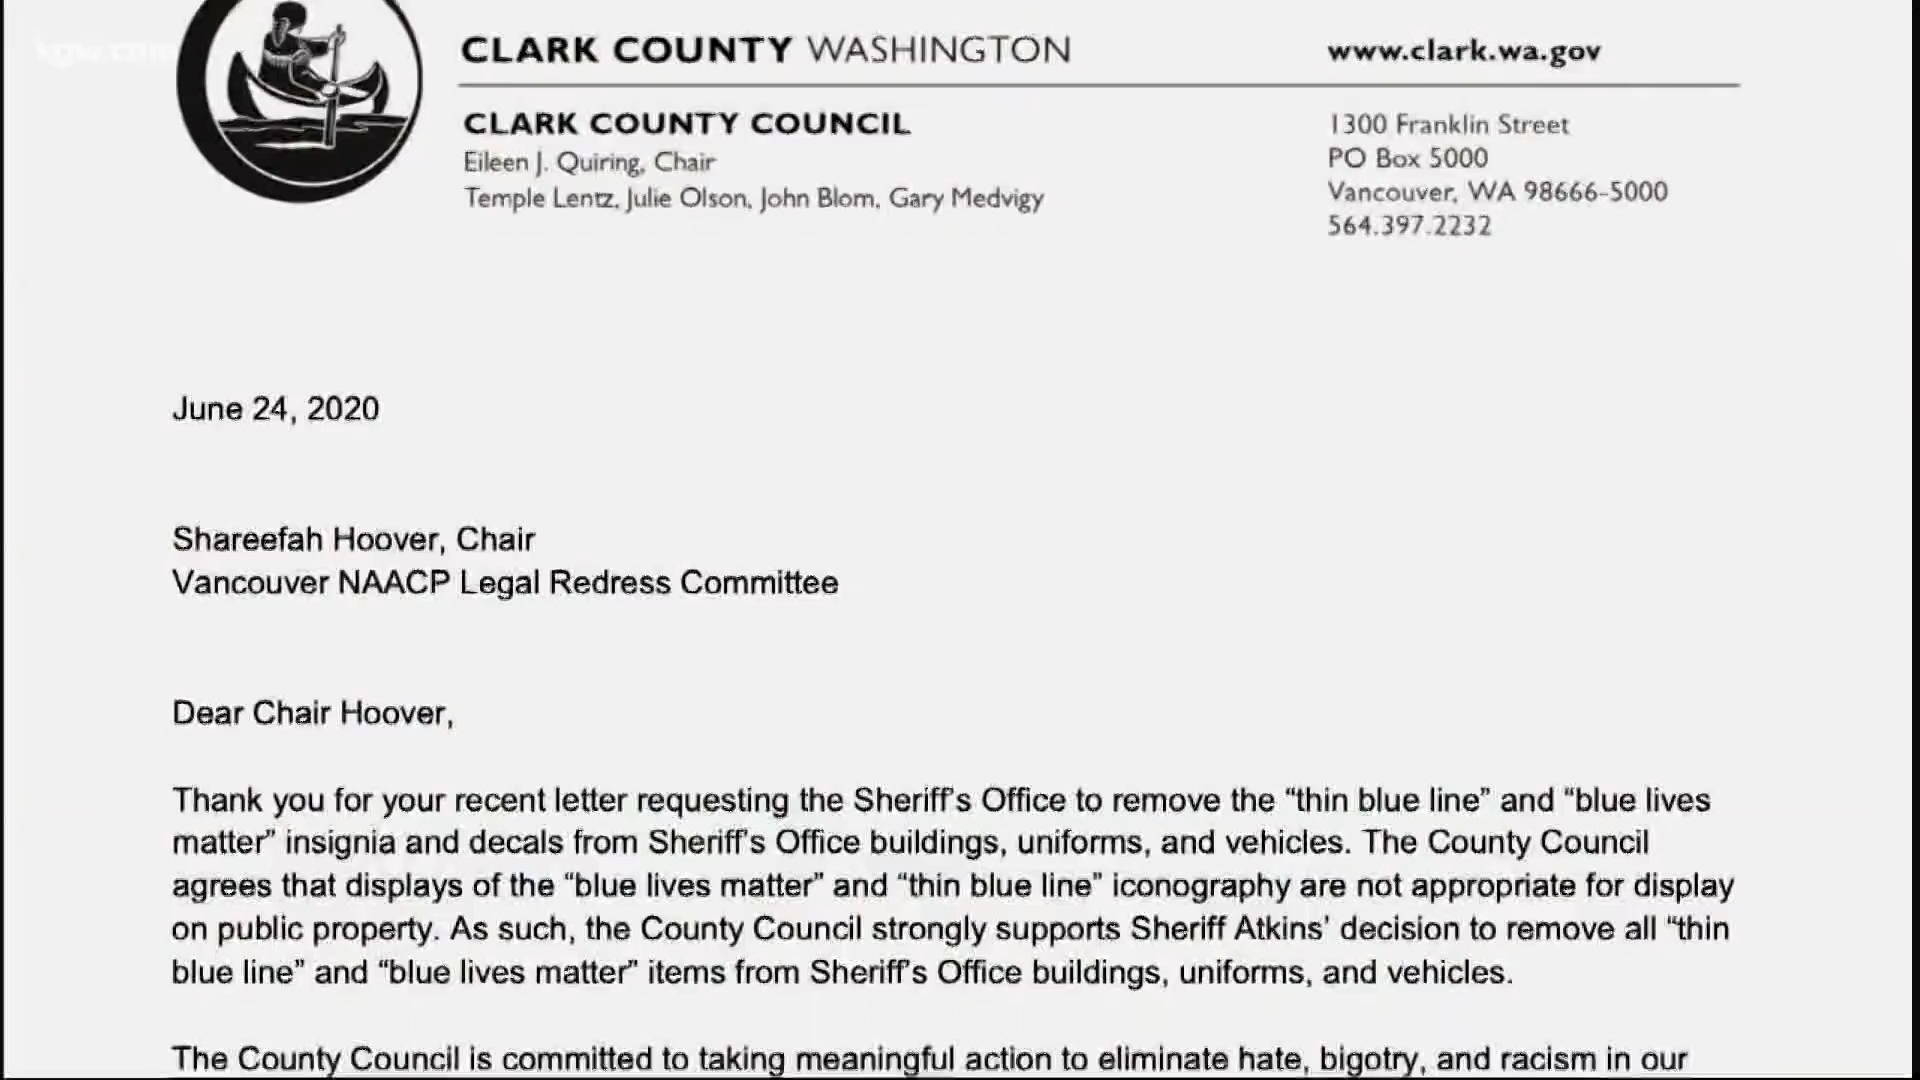 kgw.com
CLARK COUNTY WASHINGTON
www.clark.wa.gov
CLARK COUNTY COUNCIL
Eileen J. Quiring, Chair
Temple Lentz, Julie Olson, John Blom, Gary Medvigy
1300 Franklin Street
PO Box 5000
Vancouver, WA 98666-5000
564.397.2232
June 24, 2020
Shareefah Hoover, Chair
Vancouver NAACP Legal Redress Committee
Dear Chair Hoover,
Thank you for your recent letter requesting the Sheriff's Office to remove the “thin blue line” and “blue lives
matter” insignia and decals from Sheriff's Office buildings, uniforms, and vehicles. The County Council
agrees that displays of the “blue lives matter” and “thin blue line” iconography are not appropriate for display
on public property. As such, the County Council strongly supports Sheriff Atkins’ decision to remove all “thin
blue line” and “blue lives matter” items from Sheriff's Office buildings, uniforms, and vehicles.
The County Council is committed to taking meaningful action to eliminate hate, bigotry, and racism in our